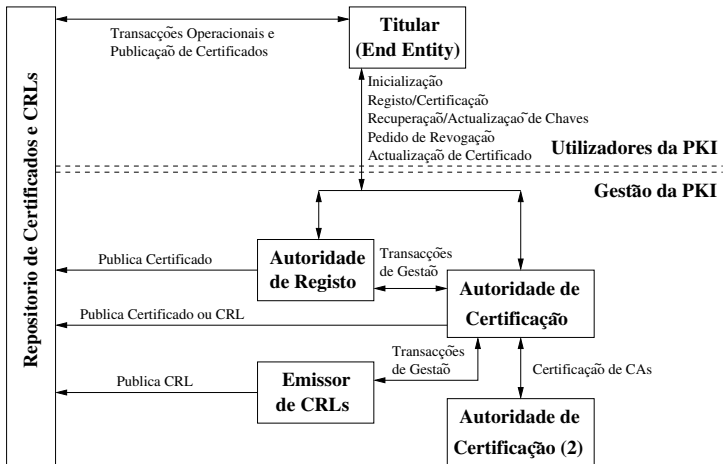 Repositorio de Certificados e CRLs
Titular
(End Entity)
Transacções Operacionais e
Publicação de Certificados
Inicialização
Registo/Certificação
Recuperação/Actualização de Chaves
Pedido de Revogação
Actualização de Certificado
Utilizadores da PKI
Gestão da PKI
Publica Certificado
Autoridade
de Registo
Transacções
de Gestão
Autoridade de
Certificação
Publica Certificado ou CRL
Transacções
de Gestão
Certificação de CAs
Publica CRL
Emissor
de CRLs
Autoridade de
Certificação (2)